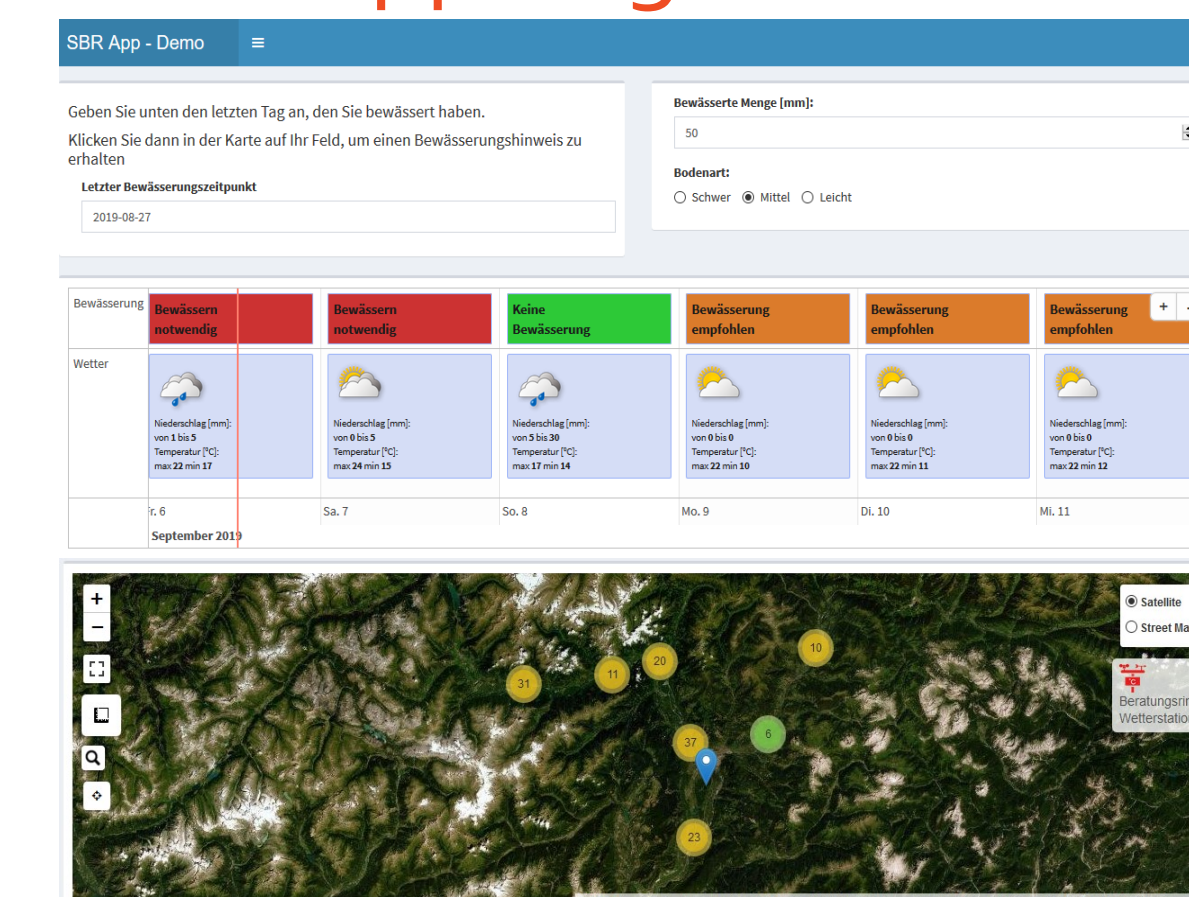 SBR App - Demo
Geben Sie unten den letzten Tag an, den Sie bewässert haben.
Klicken Sie dann in der Karte auf Ihr Feld, um einen Bewässerungshinweis zu
erhalten
Letzter Bewässerungszeitpunkt
2019-08-27
Bewässerte Menge [mm]:
50
Bodenart:
Schwer Mittel Leicht
Bewässerung
Bewässern
notwendig
Bewässern
notwendig
Keine
Bewässerung
Bewässerung
empfohlen
Bewässerung
empfohlen
Bewässerung
empfohlen
+
Wetter
Niederschlag [mm]:
von 1 bis 5
Temperatur [°C]:
max 22 min 17
Niederschlag [mm]:
von 0 bis 5
Temperatur [°C]:
max 24 min 15
Niederschlag [mm]:
von 5 bis 30
Temperatur [°C]:
max 17 min 14
Niederschlag [mm]:
von 0 bis 0
Temperatur [°C]:
max 22 min 10
Niederschlag [mm]:
von 0 bis 0
Temperatur [°C]:
max 22 min 11
Niederschlag [mm]:
von 0 bis 0
Temperatur [°C]:
max 22 min 12
r. 6 Sa. 7 So. 8 Mo. 9 Di. 10 Mi. 11
September 2019
+
−
Satellite
Street Ma
Beratungsri
Wetterstation
10
20
11
31
6
37
23